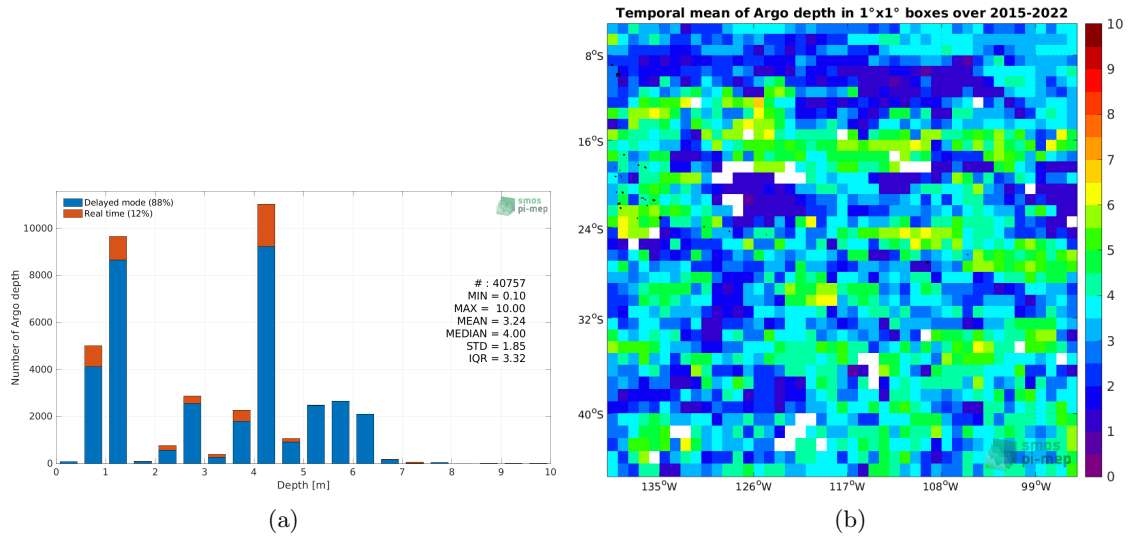 Delayed mode (88%)
Real time (12%)
smos
pi-mep
# : 40757
MIN = 0.10
MAX = 10.00
MEAN = 3.24
MEDIAN = 4.00
STD = 1.85
IQR = 3.32
Number of Argo depth
10000
8000
6000
4000
2000
0
0 1 2 3 4 5 6 7 8 9 10
Depth [m]
(a)
Temporal mean of Argo depth in 1°x1° boxes over 2015-2022
8°S
16°S
24°S
32°S
40°S
135°W 126°W 117°W 108°W 99°W
smos
pi-mep
10
9
8
7
6
5
4
3
2
1
0
(b)